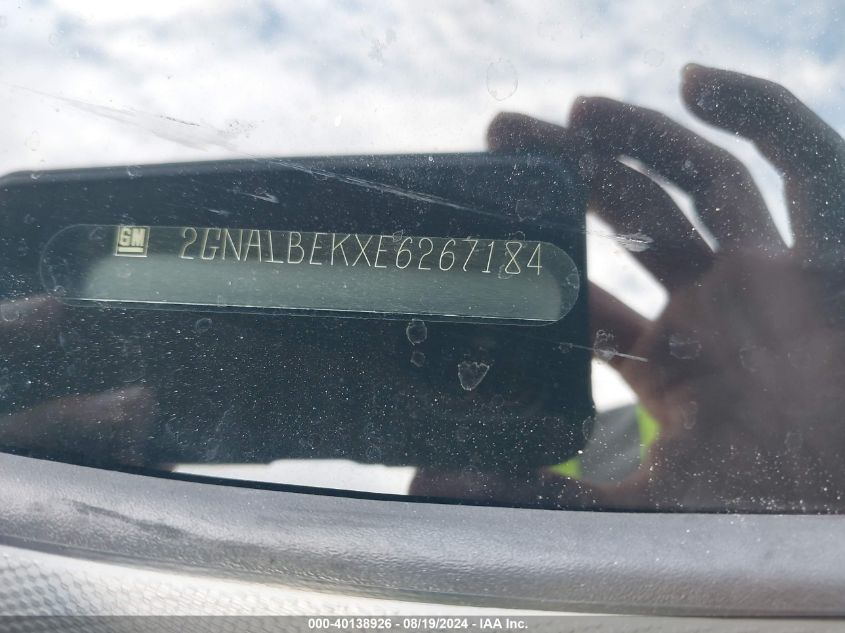 GM 2GNALBEKXE6267184
000-40138926 / 08/19/2024 - IAA Inc.